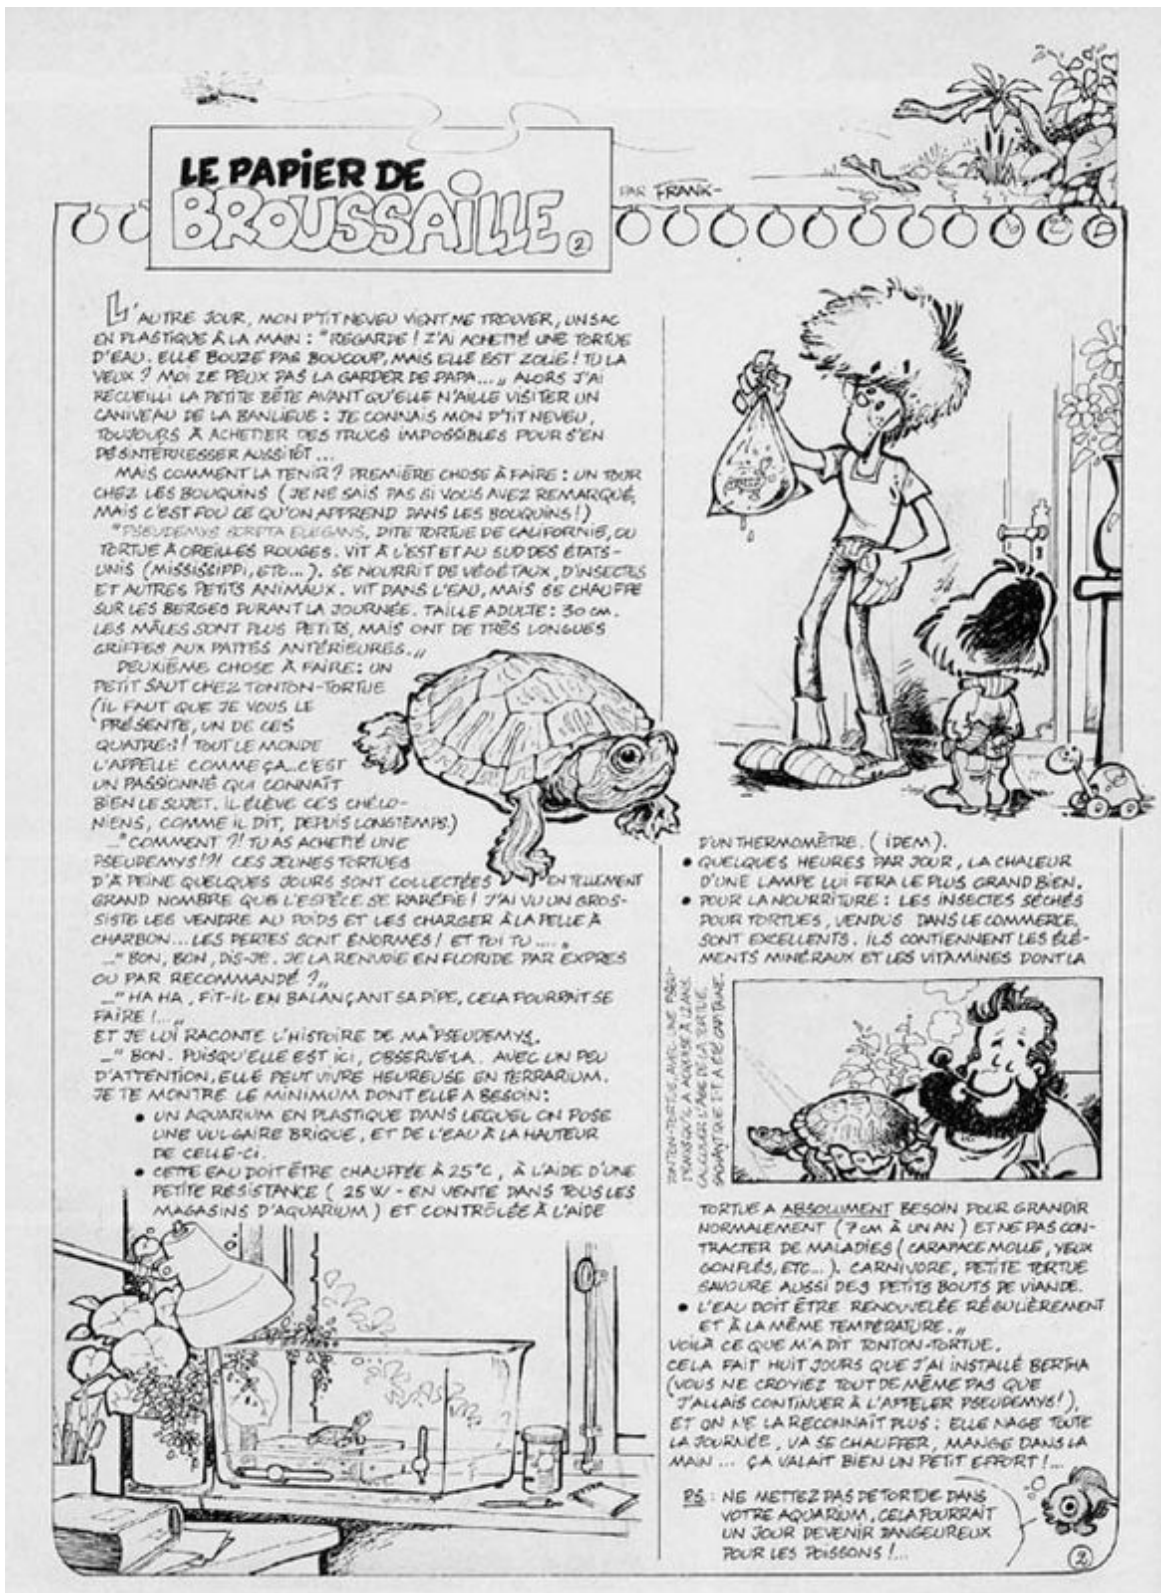 LE PAPIER DE
BROUSSAILLE. 2
PAR FRANK-
L'AUTRE JOUR, MON P'TIT NEVEU VIENT ME TROUVER, UN SAC
EN PLASTIQUE À LA MAIN : "REGARDE ! Z'AI ACHETTÉ UNE TORTUE
D'EAU. ELLE BOUZE PAS BOUCOUP, MAIS ELLE EST ZOLIE ! TU LA
VEUX ? MOI ZE PEUX PAS LA GARDER DE PAPA...„ ALORS J'AI
RECUEILLI LA PETITE BÊTE AVANT QU'ELLE N'AILLE VISITER UN
CANIVEAU DE LA BANLIEUE : JE CONNAIS MON P'TIT NEVEU,
TOUJOURS À ACHETER DES TRUCS IMPOSSIBLES POUR S'EN
DÉSINTERRESSER AUSSITÔT ...
MAIS COMMENT LA TENIR ? PREMIÈRE CHOSE À FAIRE : UN TOUR
CHEZ LES BOUQUINS ( JE NE SAIS PAS SI VOUS AVEZ REMARQUÉ,
MAIS C'EST FOU CE QU'ON APPREND DANS LES BOUQUINS !)
"PSEUDEMYS SCRIPTA ELEGANS, DITE TORTUE DE CALIFORNIE, OU
TORTUE À OREILLES ROUGES. VIT À L'EST ET AU SUD DES ÉTATS-
UNIS (MISSISSIPPI, ETC...). SE NOURRIT DE VÉGÉTAUX, D'INSECTES
ET AUTRES PETITS ANIMAUX. VIT DANS L'EAU, MAIS SE CHAUFFE
SUR LES BERGES DURANT LA JOURNÉE. TAILLE ADULTE : 30 CM.
LES MÂLES SONT PLUS PETITS, MAIS ONT DE TRÈS LONGUES
GRIFFES AUX PATTES ANTÉRIEURES.„
DEUXIÈME CHOSE À FAIRE : UN
PETIT SAUT CHEZ TONTON-TORTUE
(IL FAUT QUE JE VOUS LE
PRÉSENTE, UN DE CES
QUATRES ! TOUT LE MONDE
L'APPELLE COMME ÇA...C'EST
UN PASSIONNÉ QUI CONNAÎT
BIEN LE SUJET. IL ÉLÈVE CES CHÉLO-
NIENS, COMME IL DIT, DEPUIS LONGTEMPS.)
_"COMMENT ?! TU AS ACHETTÉ UNE
PSEUDEMYS!?! CES JEUNES TORTUES
D'À PEINE QUELQUES JOURS SONT COLLECTÉES EN TELLEMENT
GRAND NOMBRE QUE L'ESPÈCE SE RARÉFIE ! J'AI VU UN GROS-
SISTE LES VENDRE AU POIDS ET LES CHARGER À LA PELLE À
CHARBON... LES PERTES SONT ÉNORMES ! ET TOI TU ....„
_"BON, BON, DIS-JE. JE LA RENVOIE EN FLORIDE PAR EXPRES
OU PAR RECOMMANDÉ ?„
_"HA HA, FIT-IL EN BALANÇANT SA PIPE, CELA POURRAIT SE
FAIRE !...„
ET JE LUI RACONTE L'HISTOIRE DE MA "PSEUDEMYS.
_"BON. PUISQU'ELLE EST ICI, OBSERVE-LA. AVEC UN PEU
D'ATTENTION, ELLE PEUT VIVRE HEUREUSE EN TERRARIUM.
JE TE MONTRE LE MINIMUM DONT ELLE A BESOIN :
• UN AQUARIUM EN PLASTIQUE DANS LEQUEL ON POSE
UNE VULGAIRE BRIQUE, ET DE L'EAU À LA HAUTEUR
DE CELLE-CI.
• CETTE EAU DOIT ÊTRE CHAUFFÉE À 25°C, À L'AIDE D'UNE
PETITE RÉSISTANCE ( 25 W - EN VENTE DANS TOUS LES
MAGASINS D'AQUARIUM ) ET CONTRÔLÉE À L'AIDE
D'UN THERMOMÈTRE. ( IDEM ).
• QUELQUES HEURES PAR JOUR, LA CHALEUR
D'UNE LAMPE LUI FERA LE PLUS GRAND BIEN.
• POUR LA NOURRITURE : LES INSECTES SÉCHÉS
POUR TORTUES, VENDUS DANS LE COMMERCE,
SONT EXCELLENTS. ILS CONTIENNENT LES ÉLÉ-
MENTS MINÉRAUX ET LES VITAMINES DONT LA
TONTON-TORTUE, AVEC UNE PSEU-
DEMYS QU'IL A ACQUISE À 12 ANS.
CALCULER L'ÂGE DE LA TORTUE,
SACHANT QUE
TORTUE A ABSOLUMENT BESOIN POUR GRANDIR
NORMALEMENT (7 CM À UN AN ) ET NE PAS CON-
TRACTER DE MALADIES ( CARAPACE MOLLE, YEUX
GONFLÉS, ETC... ). CARNIVORE, PETITE TORTUE
SAVOURE AUSSI DES PETITS BOUTS DE VIANDE.
• L'EAU DOIT ÊTRE RENOUVELÉE RÉGULIÈREMENT
ET À LA MÊME TEMPÉRATURE.„
VOILÀ CE QUE M'A DIT TONTON-TORTUE.
CELA FAIT HUIT JOURS QUE J'AI INSTALLÉ BERTHA
(VOUS NE CROYIEZ TOUT DE MÊME PAS QUE
J'ALLAIS CONTINUER À L'APPELER PSEUDEMYS !),
ET ON NE LA RECONNAÎT PLUS : ELLE NAGE TOUTE
LA JOURNÉE, VA SE CHAUFFER, MANGE DANS LA
MAIN ... ÇA VALAIT BIEN UN PETIT EFFORT !...
PS : NE METTEZ PAS DE TORTUE DANS
VOTRE AQUARIUM, CELA POURRAIT
UN JOUR DEVENIR DANGEUREUX
POUR LES POISSONS !...
2